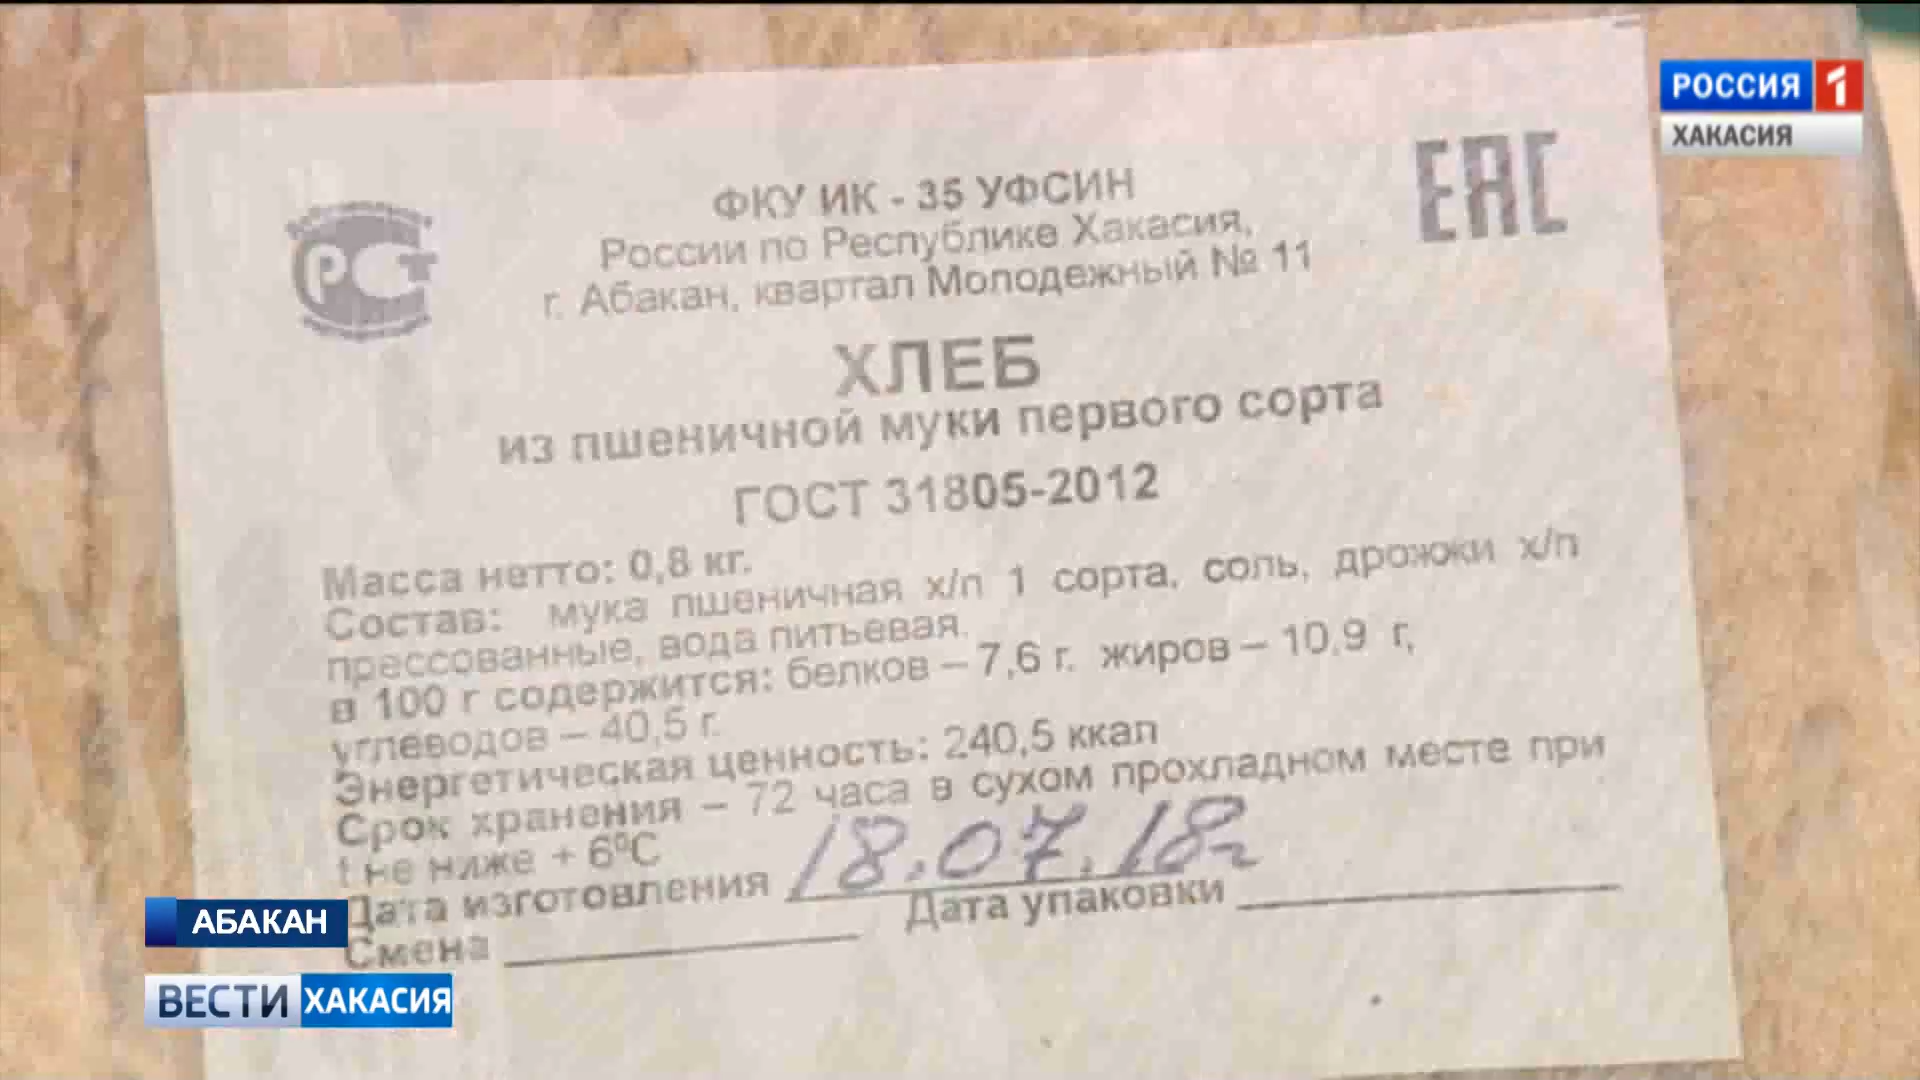 РОССИЯ 1
ХАКАСИЯ
РСТ
ЕАС
ФКУ ИК - 35 УФСИН
России по Республике Хакасия,
г. Абакан, квартал Молодежный № 11
ХЛЕБ
из пшеничной муки первого сорта
ГОСТ 31805-2012
Масса нетто: 0,8 кг.
Состав: мука пшеничная х/п 1 сорта, соль, дрожжи х/п
прессованные, вода питьевая.
в 100 г содержится: белков – 7,6 г. жиров – 10,9 г,
углеводов – 40,5 г.
Энергетическая ценность: 240,5 ккал
Срок хранения – 72 часа в сухом прохладном месте при
t не ниже + 6⁰С
Дата изготовления 18.07.18г Дата упаковки
Смена
АБАКАН
ВЕСТИ ХАКАСИЯ